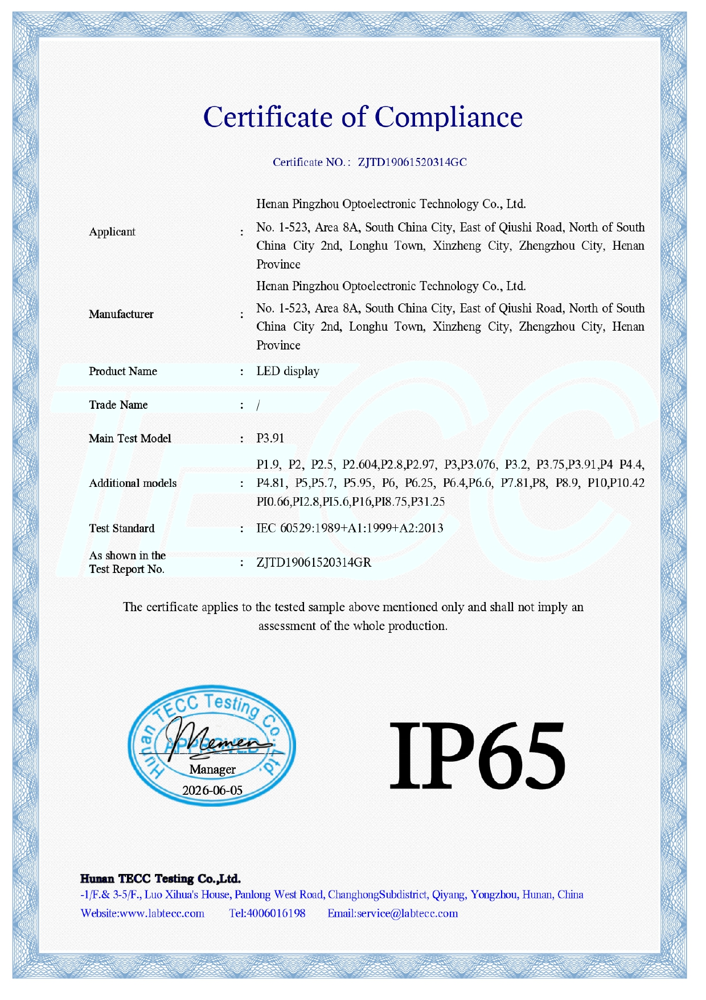 Certificate of Compliance
Certificate NO.: ZJTD19061520314GC
Henan Pingzhou Optoelectronic Technology Co., Ltd.
Applicant : No. 1-523, Area 8A, South China City, East of Qiushi Road, North of South
China City 2nd, Longhu Town, Xinzheng City, Zhengzhou City, Henan
Province
Henan Pingzhou Optoelectronic Technology Co., Ltd.
Manufacturer : No. 1-523, Area 8A, South China City, East of Qiushi Road, North of South
China City 2nd, Longhu Town, Xinzheng City, Zhengzhou City, Henan
Province
Product Name : LED display
Trade Name : /
Main Test Model : P3.91
P1.9, P2, P2.5, P2.604,P2.8,P2.97, P3,P3.076, P3.2, P3.75,P3.91,P4 P4.4,
Additional models : P4.81, P5,P5.7, P5.95, P6, P6.25, P6.4,P6.6, P7.81,P8, P8.9, P10,P10.42
PI0.66,PI2.8,PI5.6,P16,PI8.75,P31.25
Test Standard : IEC 60529:1989+A1:1999+A2:2013
As shown in the
Test Report No. : ZJTD19061520314GR
The certificate applies to the tested sample above mentioned only and shall not imply an
assessment of the whole production.
Hunan TECC Testing Co., Ltd.
APPROVED
Memen
Manager
2026-06-05
IP65
Hunan TECC Testing Co.,Ltd.
-1/F.& 3-5/F., Luo Xihua's House, Panlong West Road, ChanghongSubdistrict, Qiyang, Yongzhou, Hunan, China
Website:www.labtecc.com Tel:4006016198 Email:service@labtecc.com
TECC